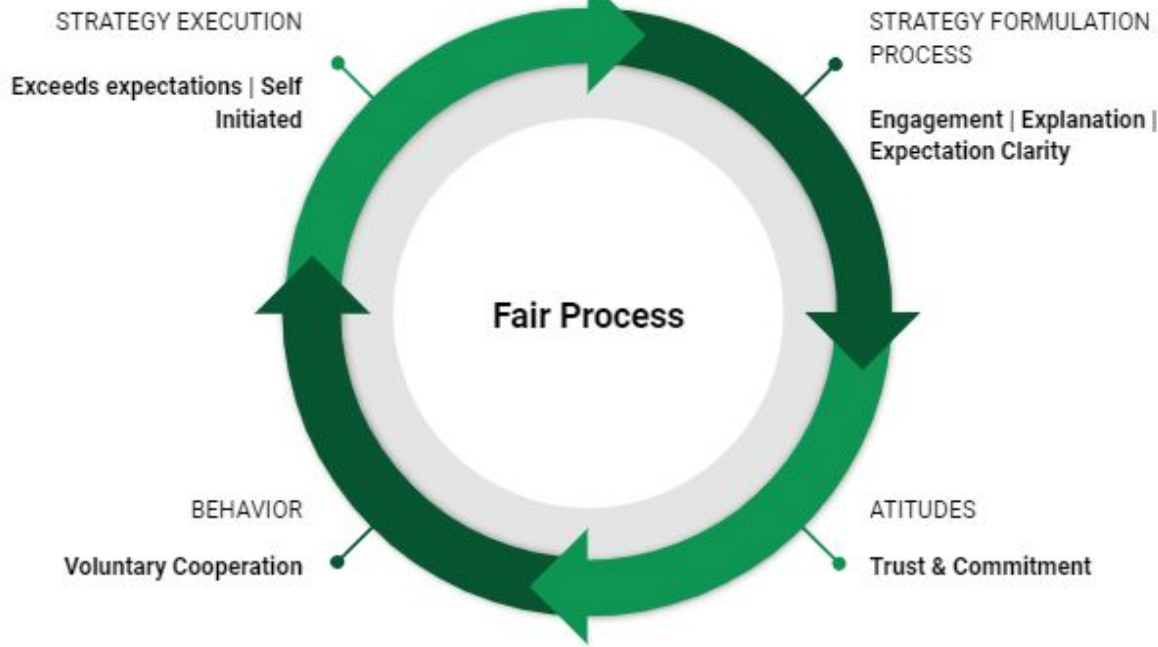 STRATEGY EXECUTION
Exceeds expectations | Self
Initiated
STRATEGY FORMULATION
PROCESS
Engagement | Explanation |
Expectation Clarity
Fair Process
BEHAVIOR
Voluntary Cooperation
ATITUDES
Trust & Commitment